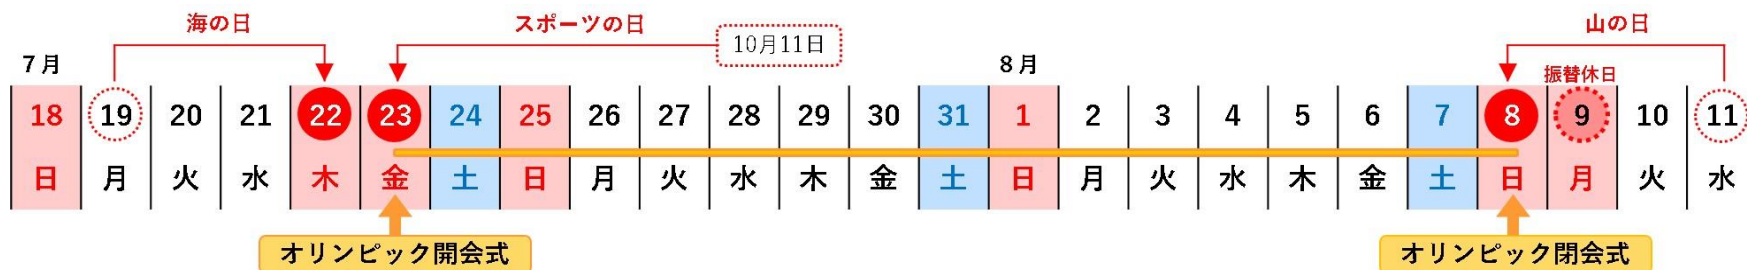 海の日 スポーツの日 山の日
10月11日
7月 8月
振替休日
18 19 20 21 22 23 24 25 26 27 28 29 30 31 1 2 3 4 5 6 7 8 9 10 11
日 月 火 水 木 金 土 日 月 火 水 木 金 土 日 月 火 水 木 金 土 日 月 火 水
オリンピック開会式 オリンピック閉会式